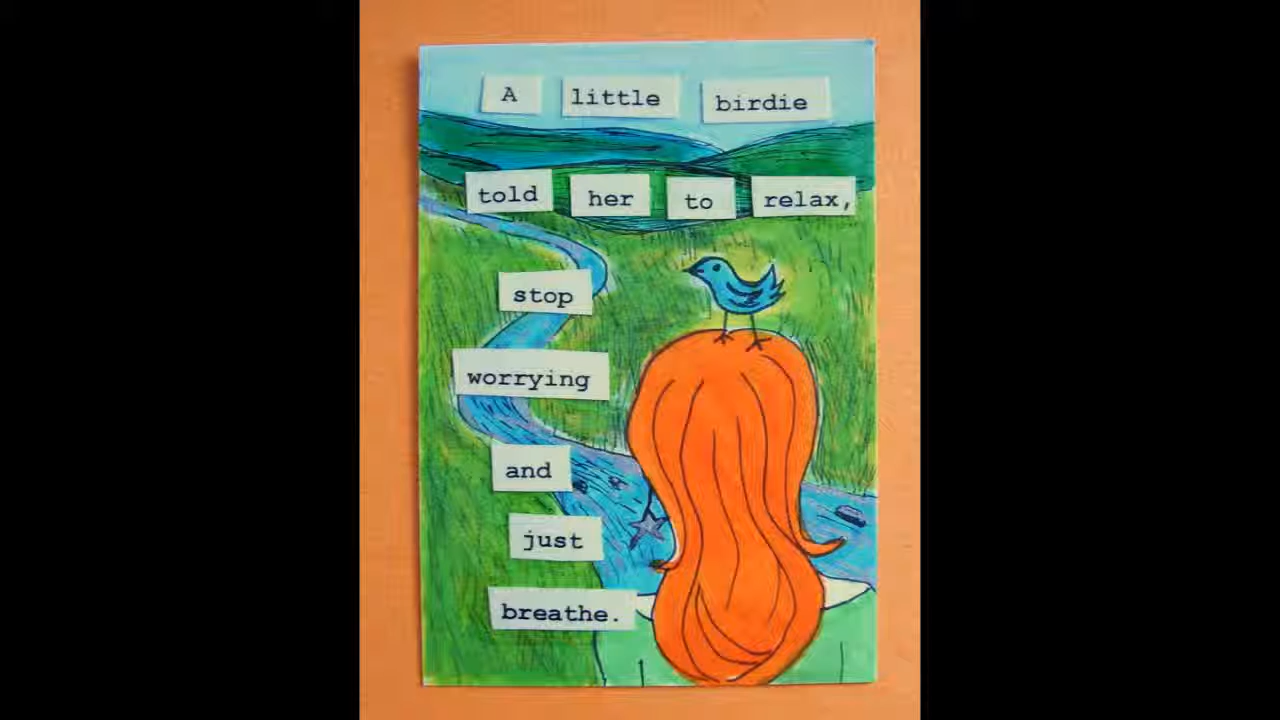 A little birdie
told her to relax,
stop
worrying
and
just
breathe.